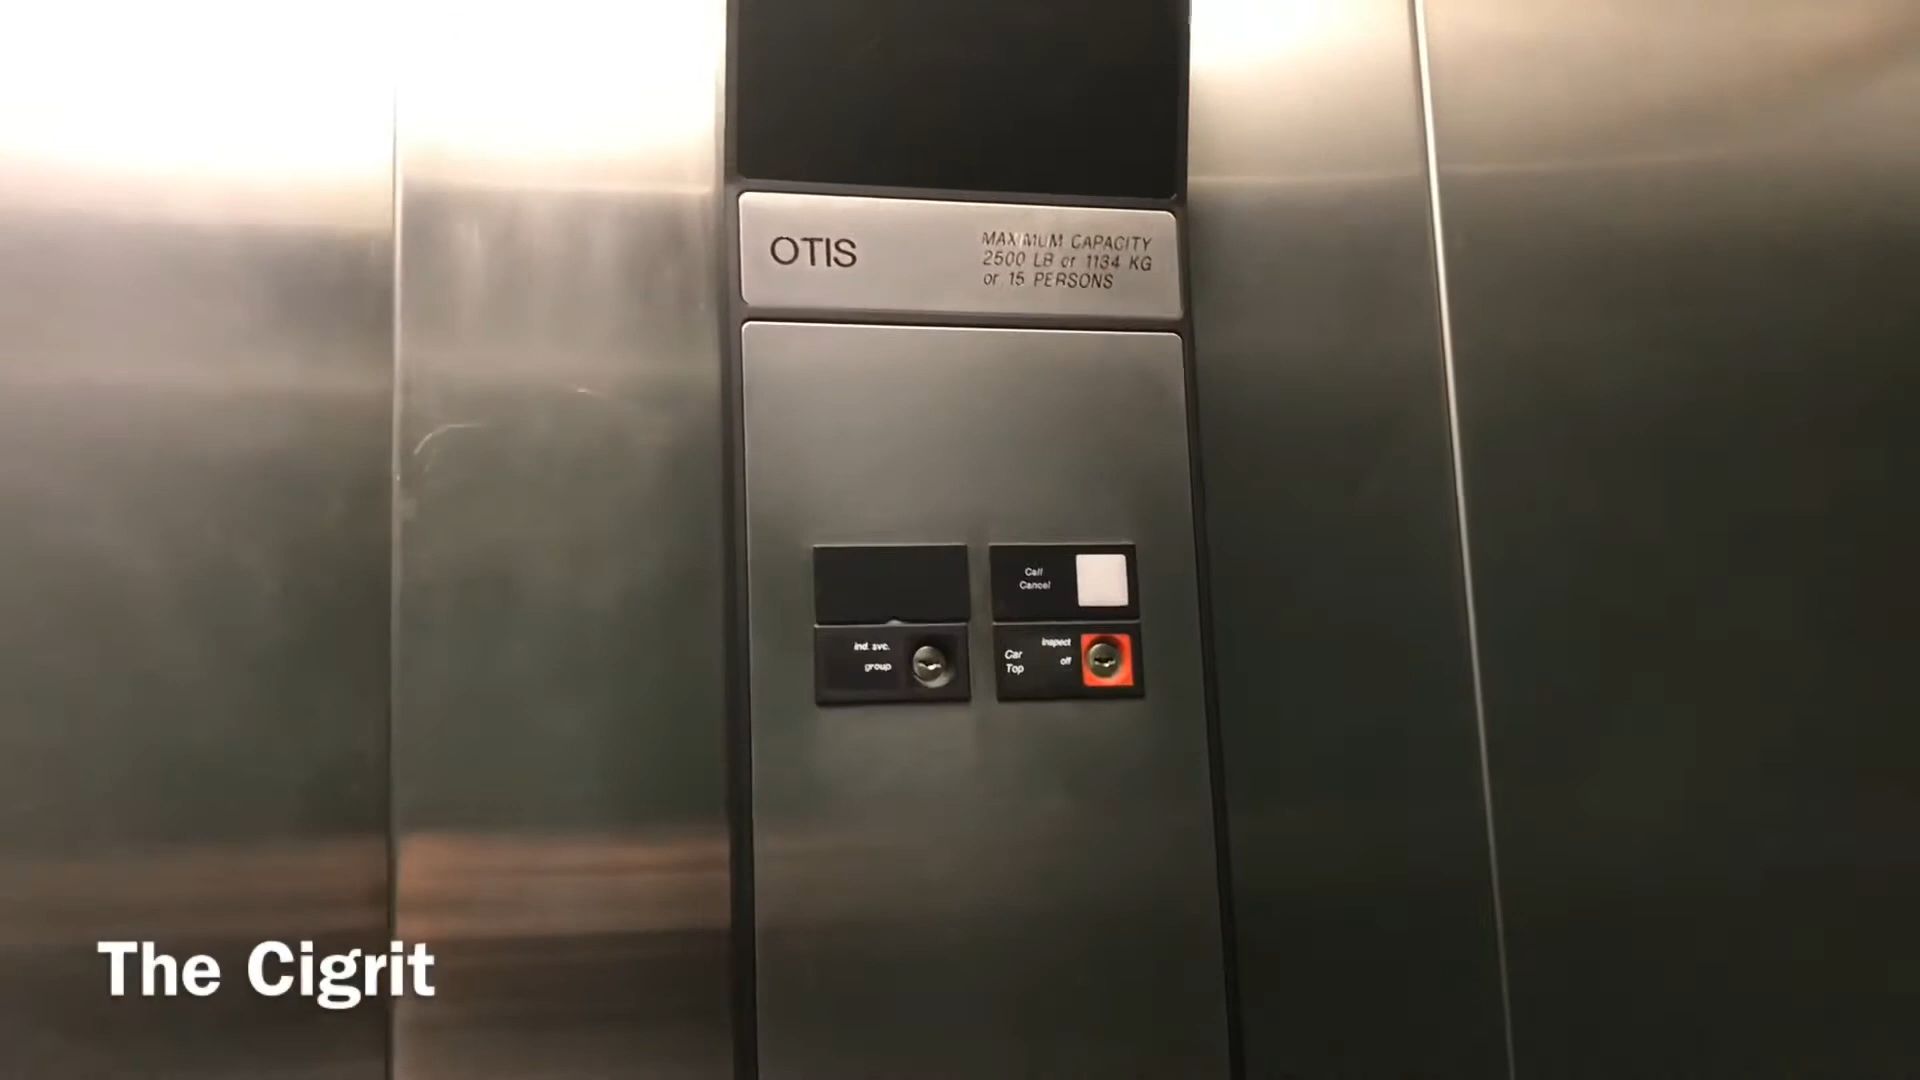 OTIS
MAXIMUM CAPACITY
2500 LB or 1134 KG
or 15 PERSONS
Call
Cancel
ind. svc.
group
Car
Top
inspect
off
The Cigrit